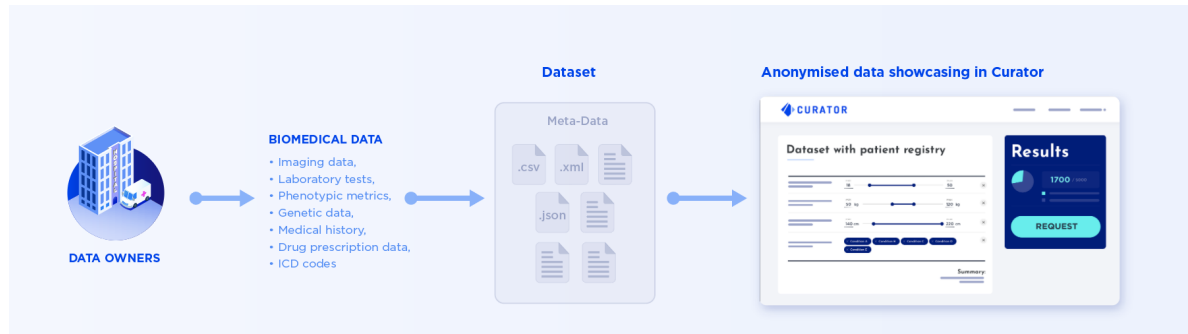 DATA OWNERS
BIOMEDICAL DATA
• Imaging data,
• Laboratory tests,
• Phenotypic metrics,
• Genetic data,
• Medical history,
• Drug prescription data,
• ICD codes
Dataset
Meta-Data
.csv
.xml
.json
Anonymised data showcasing in Curator
CURATOR
Dataset with patient registry
Summary
Results
1700
REQUEST
HOSPITAL